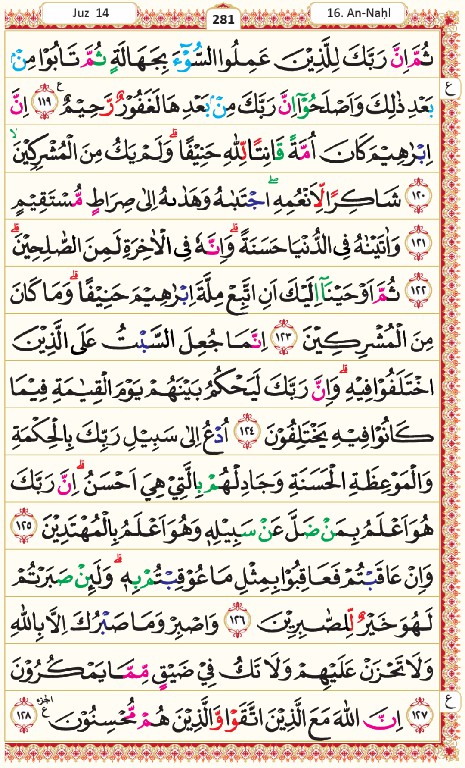 Juz 14
281
16. An-Naḥl
ثُمَّ اِنَّ رَبَّكَ لِلَّذِيْنَ عَمِلُوا السُّوْۤءَ بِجَهَالَةٍ ثُمَّ تَابُوْا مِنْۢ
بَعْدِ ذٰلِكَ وَاَصْلَحُوْٓا اِنَّ رَبَّكَ مِنْۢ بَعْدِهَا لَغَفُوْرٌ رَّحِيْمٌ ࣖ ١١٩ اِنَّ
ع
اِبْرٰهِيْمَ كَانَ اُمَّةً قَانِتًا لِّلّٰهِ حَنِيْفًاۗ وَلَمْ يَكُ مِنَ الْمُشْرِكِيْنَۙ
١٢٠ شَاكِرًا لِّاَنْعُمِهٖۖ اِجْتَبٰىهُ وَهَدٰىهُ اِلٰى صِرَاطٍ مُّسْتَقِيْمٍ
١٢١ وَاٰتَيْنٰهُ فِى الدُّنْيَا حَسَنَةًۗ وَاِنَّهٗ فِى الْاٰخِرَةِ لَمِنَ الصّٰلِحِيْنَۗ
١٢٢ ثُمَّ اَوْحَيْنَآ اِلَيْكَ اَنِ اتَّبِعْ مِلَّةَ اِبْرٰهِيْمَ حَنِيْفًاۗ وَمَا كَانَ
مِنَ الْمُشْرِكِيْنَ ١٢٣ اِنَّمَا جُعِلَ السَّبْتُ عَلَى الَّذِيْنَ
اخْتَلَفُوْا فِيْهِۗ وَاِنَّ رَبَّكَ لَيَحْكُمُ بَيْنَهُمْ يَوْمَ الْقِيٰمَةِ فِيْمَا
كَانُوْا فِيْهِ يَخْتَلِفُوْنَ ١٢٤ اُدْعُ اِلٰى سَبِيْلِ رَبِّكَ بِالْحِكْمَةِ
وَالْمَوْعِظَةِ الْحَسَنَةِ وَجَادِلْهُمْ بِالَّتِيْ هِيَ اَحْسَنُۗ اِنَّ رَبَّكَ
هُوَ اَعْلَمُ بِمَنْ ضَلَّ عَنْ سَبِيْلِهٖ وَهُوَ اَعْلَمُ بِالْمُهْتَدِيْنَ ١٢٥
وَاِنْ عَاقَبْتُمْ فَعَاقِبُوْا بِمِثْلِ مَا عُوْقِبْتُمْ بِهٖۗ وَلَىِٕنْ صَبَرْتُمْ
لَهُوَ خَيْرٌ لِّلصّٰبِرِيْنَ ١٢٦ وَاصْبِرْ وَمَا صَبْرُكَ اِلَّا بِاللّٰهِ
وَلَا تَحْزَنْ عَلَيْهِمْ وَلَا تَكُ فِيْ ضَيْقٍ مِّمَّا يَمْكُرُوْنَ
١٢٧ اِنَّ اللّٰهَ مَعَ الَّذِيْنَ اتَّقَوْا وَّالَّذِيْنَ هُمْ مُّحْسِنُوْنَ ࣖ ١٢٨
الجزء
ع